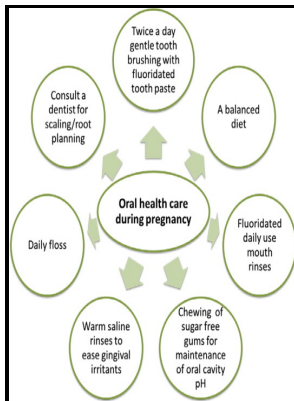 Twice a day
gentle tooth
brushing with
fluoridated
tooth paste
Consult a
dentist for
scaling/root
planning
A balanced
diet
Oral health care
during pregnancy
Daily floss
Fluoridated
daily use
mouth
rinses
Warm saline
rinses to
ease gingival
irritants
Chewing of
sugar free
gums for
maintenance
of oral cavity
pH